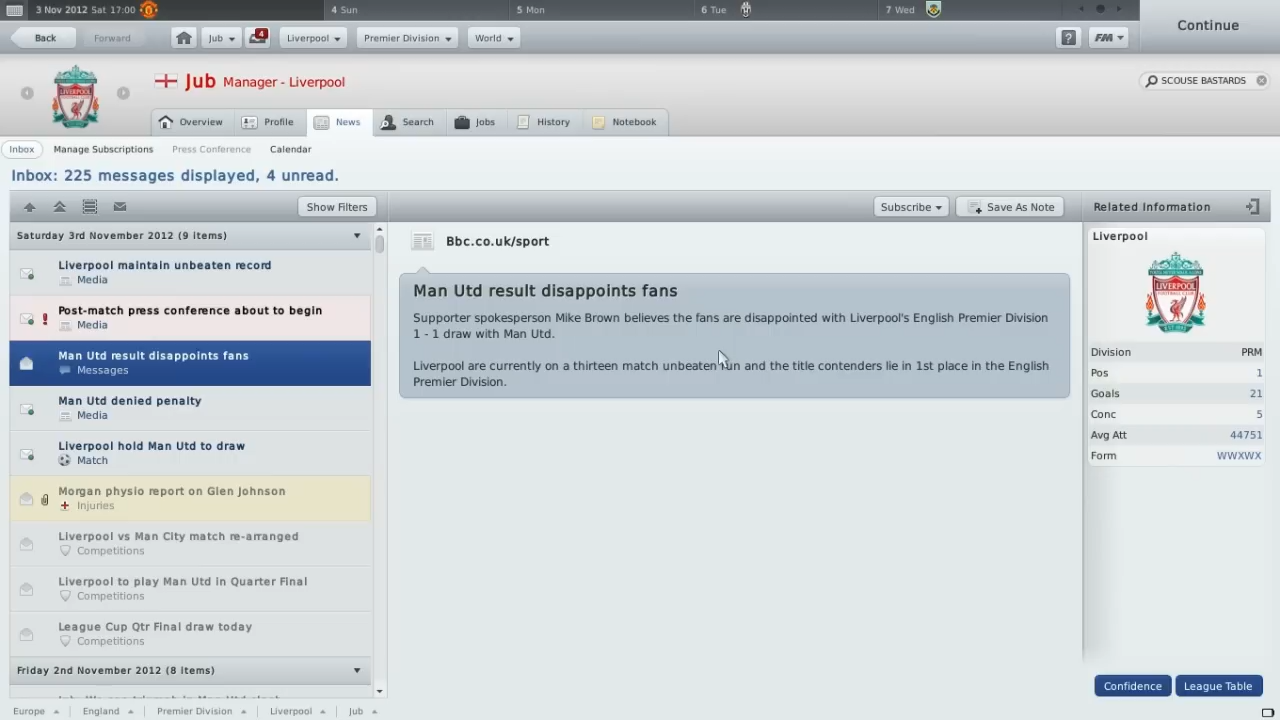 3 Nov 2012 Sat 17:00
4 Sun
5 Mon
6 Tue
7 Wed
Continue
Back
Forward
Jub
4
Liverpool
Premier Division
World
?
FM
Jub Manager - Liverpool
SCOUSE BASTARDS
Overview
Profile
News
Search
Jobs
History
Notebook
Inbox
Manage Subscriptions
Press Conference
Calendar
Inbox: 225 messages displayed, 4 unread.
Show Filters
Subscribe
Save As Note
Related Information
Saturday 3rd November 2012 (9 items)
Liverpool maintain unbeaten record
Media
Post-match press conference about to begin
Media
Man Utd result disappoints fans
Messages
Man Utd denied penalty
Media
Liverpool hold Man Utd to draw
Match
Morgan physio report on Glen Johnson
Injuries
Liverpool vs Man City match re-arranged
Competitions
Liverpool to play Man Utd in Quarter Final
Competitions
League Cup Qtr Final draw today
Competitions
Friday 2nd November 2012 (8 items)
Bbc.co.uk/sport
Man Utd result disappoints fans
Supporter spokesperson Mike Brown believes the fans are disappointed with Liverpool's English Premier Division
1 - 1 draw with Man Utd.
Liverpool are currently on a thirteen match unbeaten run and the title contenders lie in 1st place in the English
Premier Division.
Liverpool
Division PRM
Pos 1
Goals 21
Conc 5
Avg Att 44751
Form WWXWX
Confidence
League Table
Europe
England
Premier Division
Liverpool
Jub